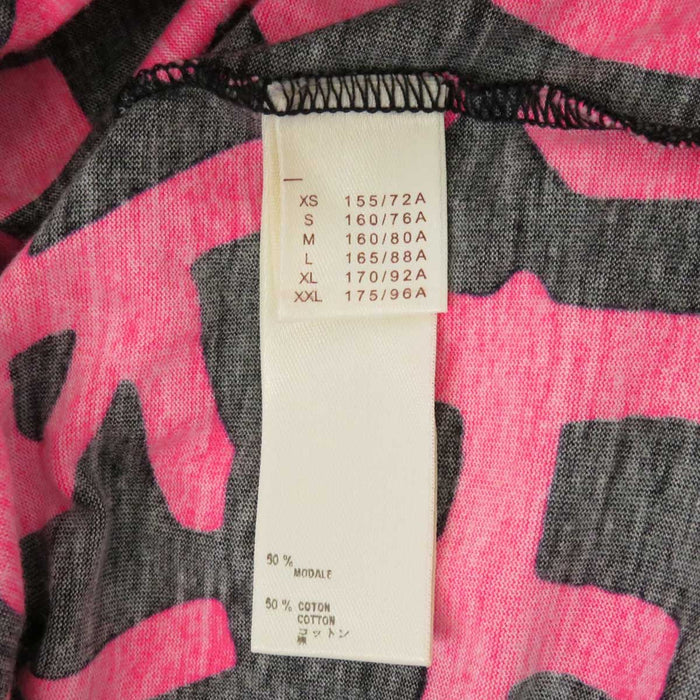 XS 155/72A
S 160/76A
M 160/80A
L 165/88A
XL 170/92A
XXL 175/96A
50 %
MODALE
50 % COTON
COTTON
コットン
棉